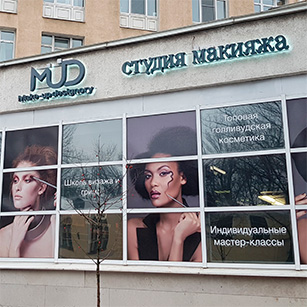 MUD
Make-up designory
СТУДИЯ МАКИЯЖА
Топовая
голливудская
косметика
Школа визажа и
Индивидуальные
мастер-классы